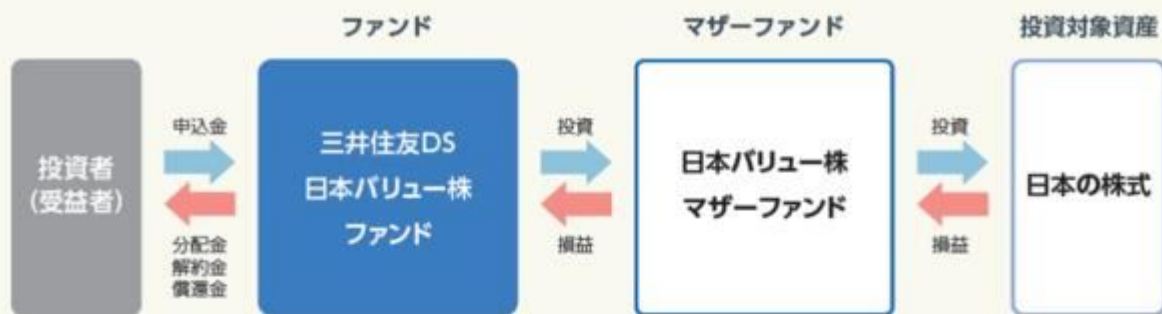 ファンド
マザーファンド
投資対象資産
投資者
(受益者)
申込金
分配金
解約金
償還金
三井住友DS
日本バリュー株
ファンド
投資
損益
日本バリュー株
マザーファンド
投資
損益
日本の株式